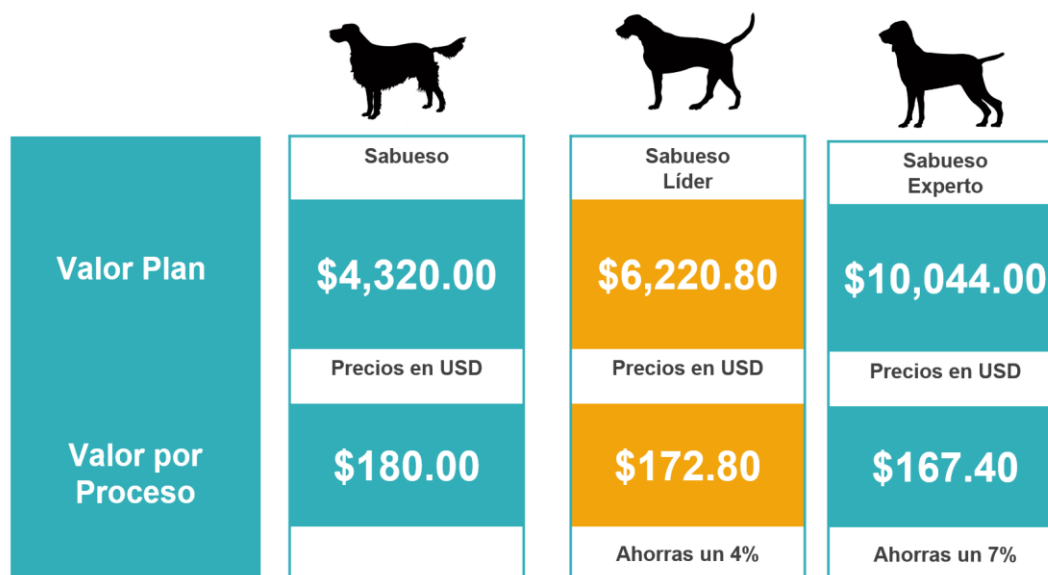 Sabueso
Sabueso
Líder
Sabueso
Experto
Valor Plan
$4,320.00
$6,220.80
$10,044.00
Precios en USD
Precios en USD
Precios en USD
Valor por
Proceso
$180.00
$172.80
$167.40
Ahorras un 4%
Ahorras un 7%